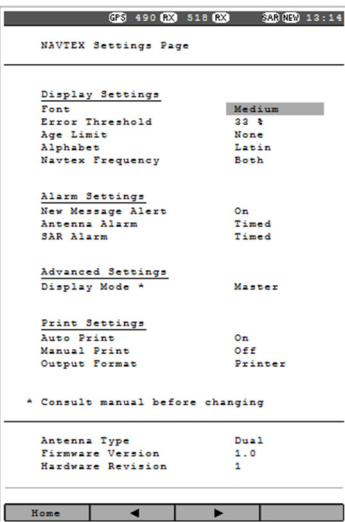 GPS 490 RX 518 RX SAR NEW 13:14
NAVTEX Settings Page
Display Settings
Font Medium
Error Threshold 33 %
Age Limit None
Alphabet Latin
Navtex Frequency Both
Alarm Settings
New Message Alert On
Antenna Alarm Timed
SAR Alarm Timed
Advanced Settings
Display Mode * Master
Print Settings
Auto Print On
Manual Print Off
Output Format Printer
* Consult manual before changing
Antenna Type Dual
Firmware Version 1.0
Hardware Revision 1
Home ◀ ▶